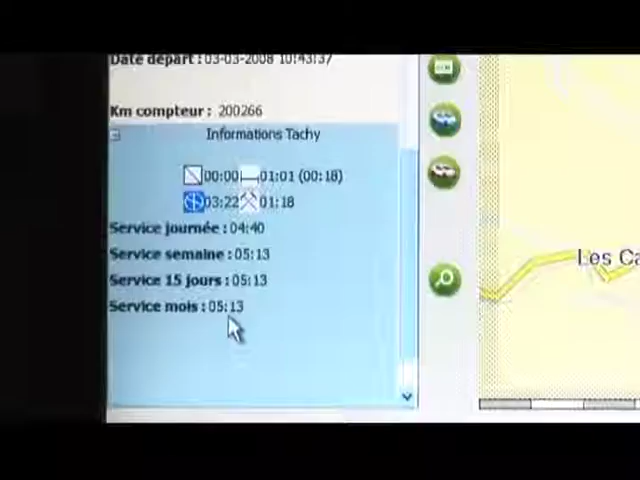 Date départ : 03-03-2008 10:43:37
Km compteur : 200266
Informations Tachy
00:00 01:01 (00:18)
03:22 01:18
Service journée : 04:40
Service semaine : 05:13
Service 15 jours : 05:13
Service mois : 05:13
Les Ca